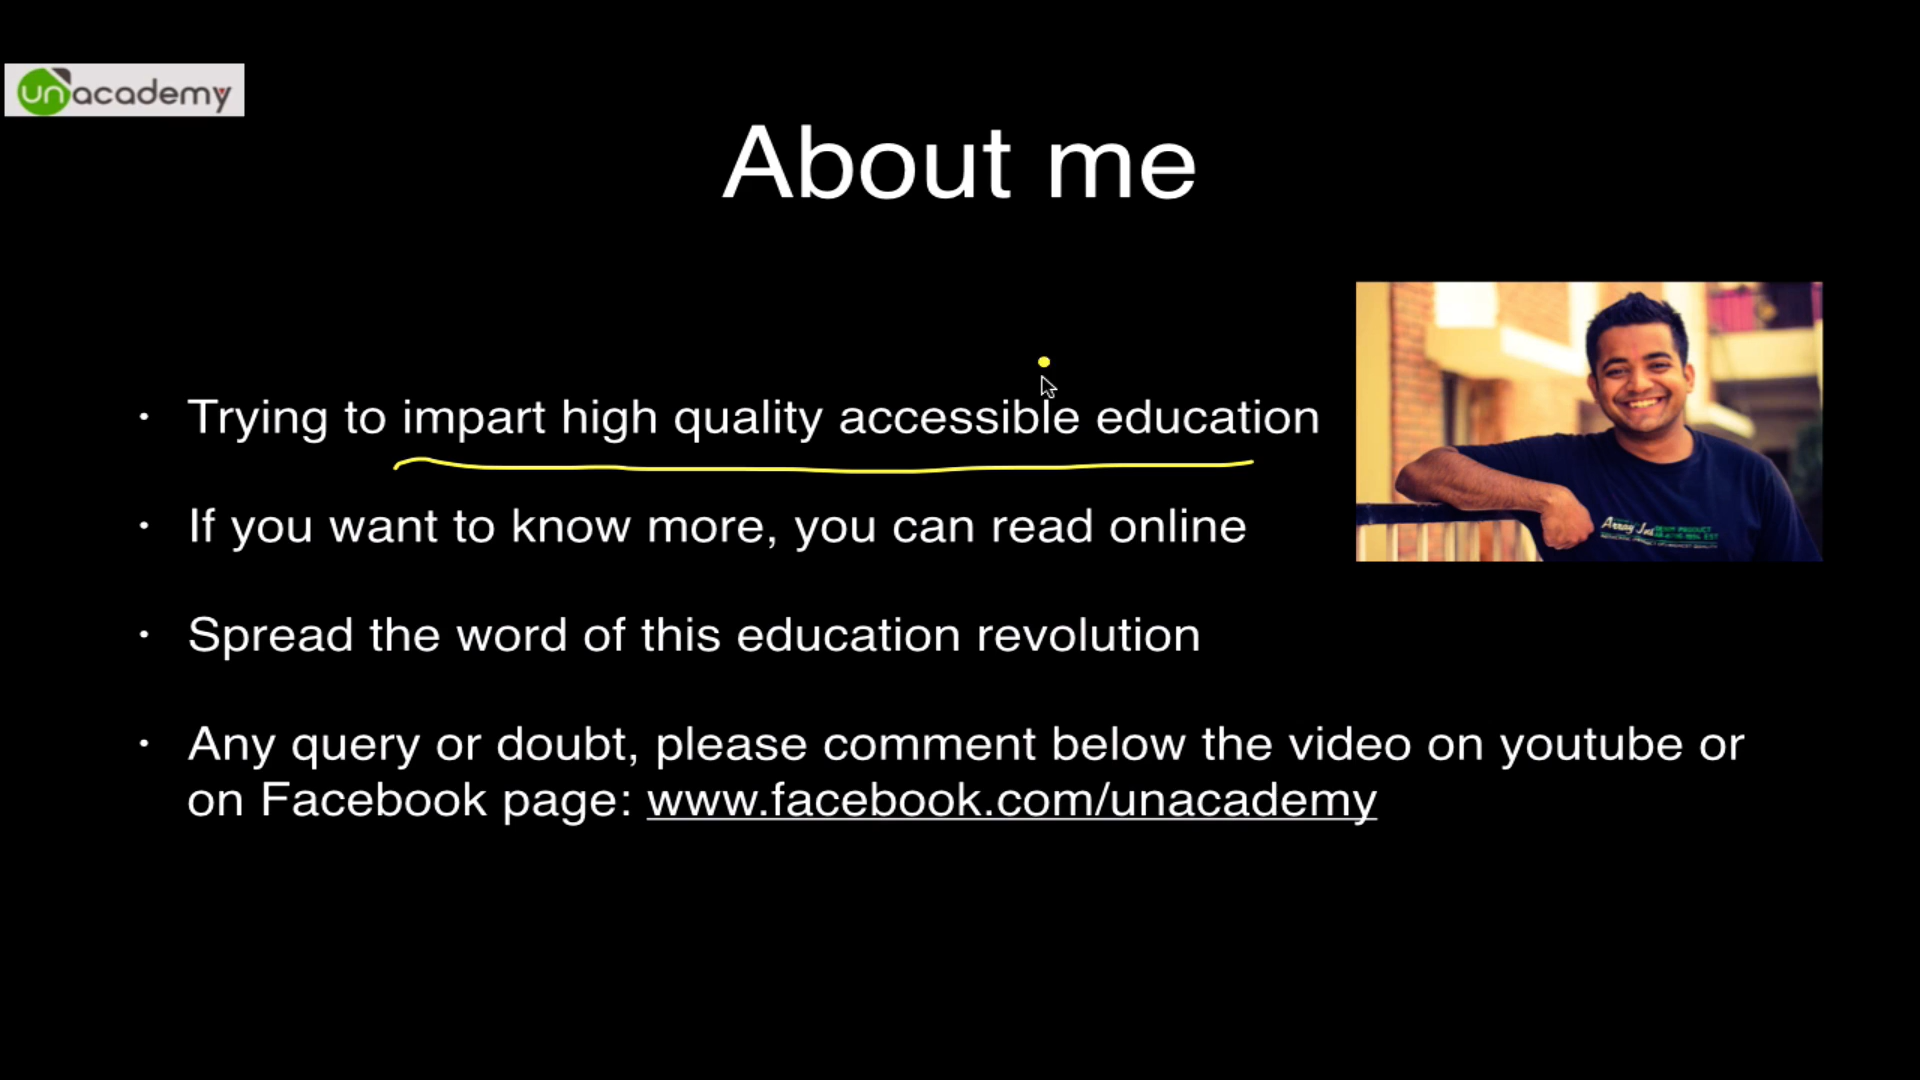 unacademy
About me
• Trying to impart high quality accessible education
• If you want to know more, you can read online
• Spread the word of this education revolution
• Any query or doubt, please comment below the video on youtube or
on Facebook page: www.facebook.com/unacademy